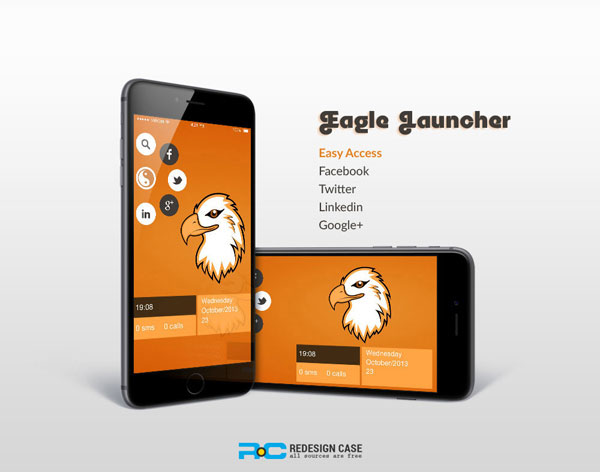 Eagle Launcher
Easy Access
Facebook
Twitter
Linkedin
Google+
19:08
0 sms 0 calls
Wednesday
October/2013
23
19:08
0 sms 0 calls
Wednesday
October/2013
23
REDESIGN CASE
all sources are free